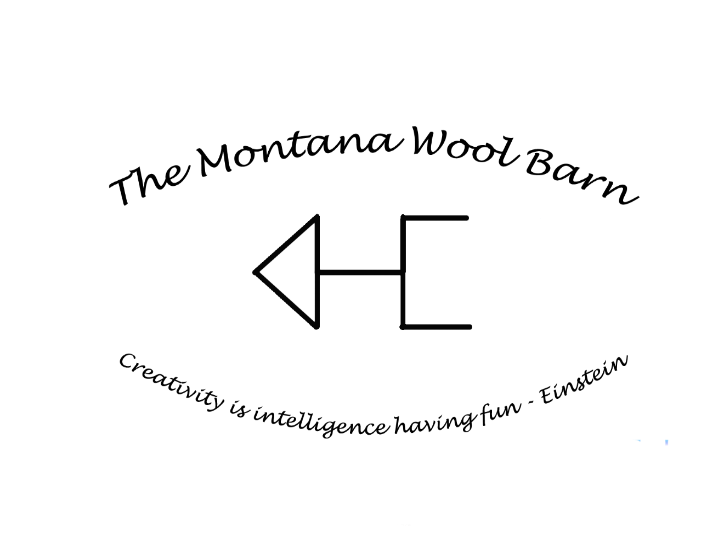 The Montana Wool Barn
Creativity is intelligence having fun - Einstein